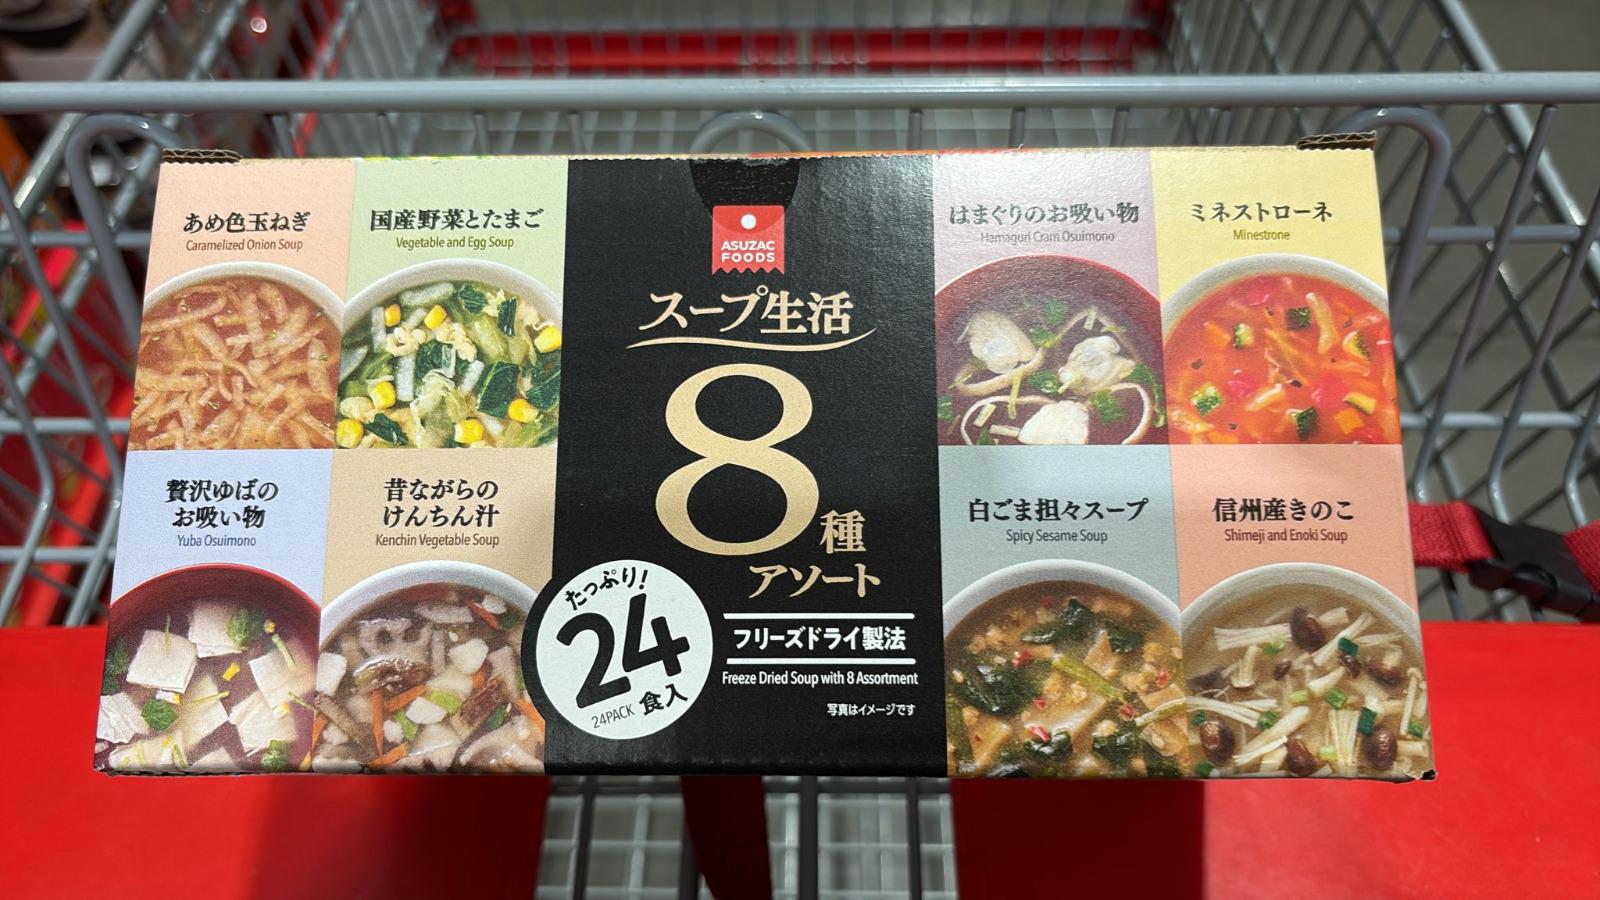 あめ色玉ねぎ
Caramelized Onion Soup
国産野菜とたまご
Vegetable and Egg Soup
贅沢ゆばの
お吸い物
Yuba Osuimono
昔ながらの
けんちん汁
Kenchin Vegetable Soup
ASUZAC
FOODS
スープ生活
8種
アソート
たっぷり!
24
24PACK 食入
フリーズドライ製法
Freeze Dried Soup with 8 Assortment
写真はイメージです
はまぐりのお吸い物
Hamaguri Cram Osuimono
ミネストローネ
Minestrone
白ごま担々スープ
Spicy Sesame Soup
信州産きのこ
Shimeji and Enoki Soup